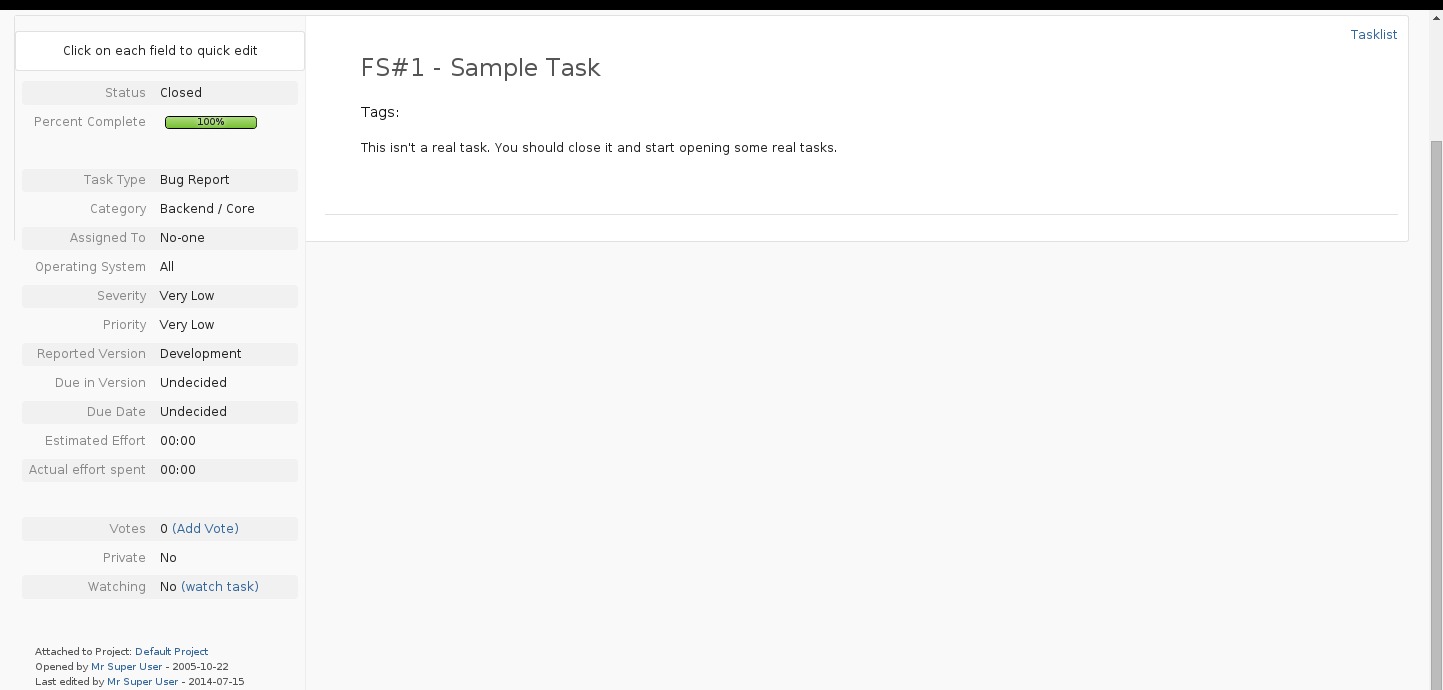 Click on each field to quick edit
Status Closed
Percent Complete 100%
Task Type Bug Report
Category Backend / Core
Assigned To No-one
Operating System All
Severity Very Low
Priority Very Low
Reported Version Development
Due in Version Undecided
Due Date Undecided
Estimated Effort 00:00
Actual effort spent 00:00
Votes 0 (Add Vote)
Private No
Watching No (watch task)
Attached to Project: Default Project
Opened by Mr Super User - 2005-10-22
Last edited by Mr Super User - 2014-07-15
Tasklist
FS#1 - Sample Task
Tags:
This isn't a real task. You should close it and start opening some real tasks.